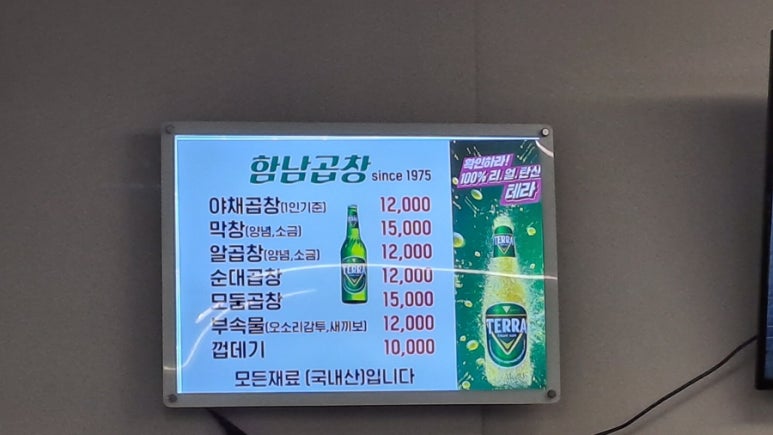 함남곱창 since 1975
야채곱창(1인기준) 12,000
막창(양념,소금) 15,000
알곱창(양념,소금) 12,000
순대곱창 12,000
모둠곱창 15,000
부속물(오소리감투,새끼보) 12,000
껍데기 10,000
모든재료 (국내산)입니다
TERRA
확인하라!
100% 리.얼.탄산
테라
TERRA